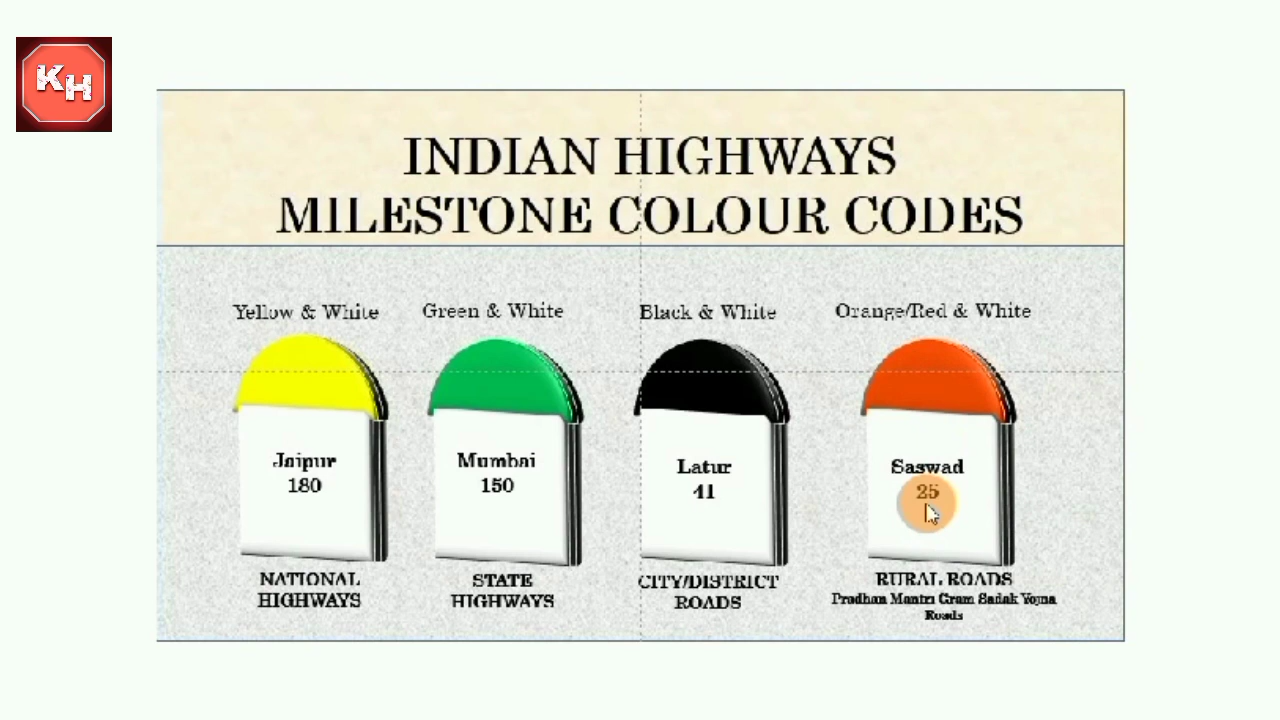 KH
INDIAN HIGHWAYS
MILESTONE COLOUR CODES
Yellow & White
Green & White
Black & White
Orange/Red & White
Jaipur
180
Mumbai
150
Latur
41
Saswad
25
NATIONAL
HIGHWAYS
STATE
HIGHWAYS
CITY/DISTRICT
ROADS
RURAL ROADS
Pradhan Mantri Gram Sadak Yojna
Roads